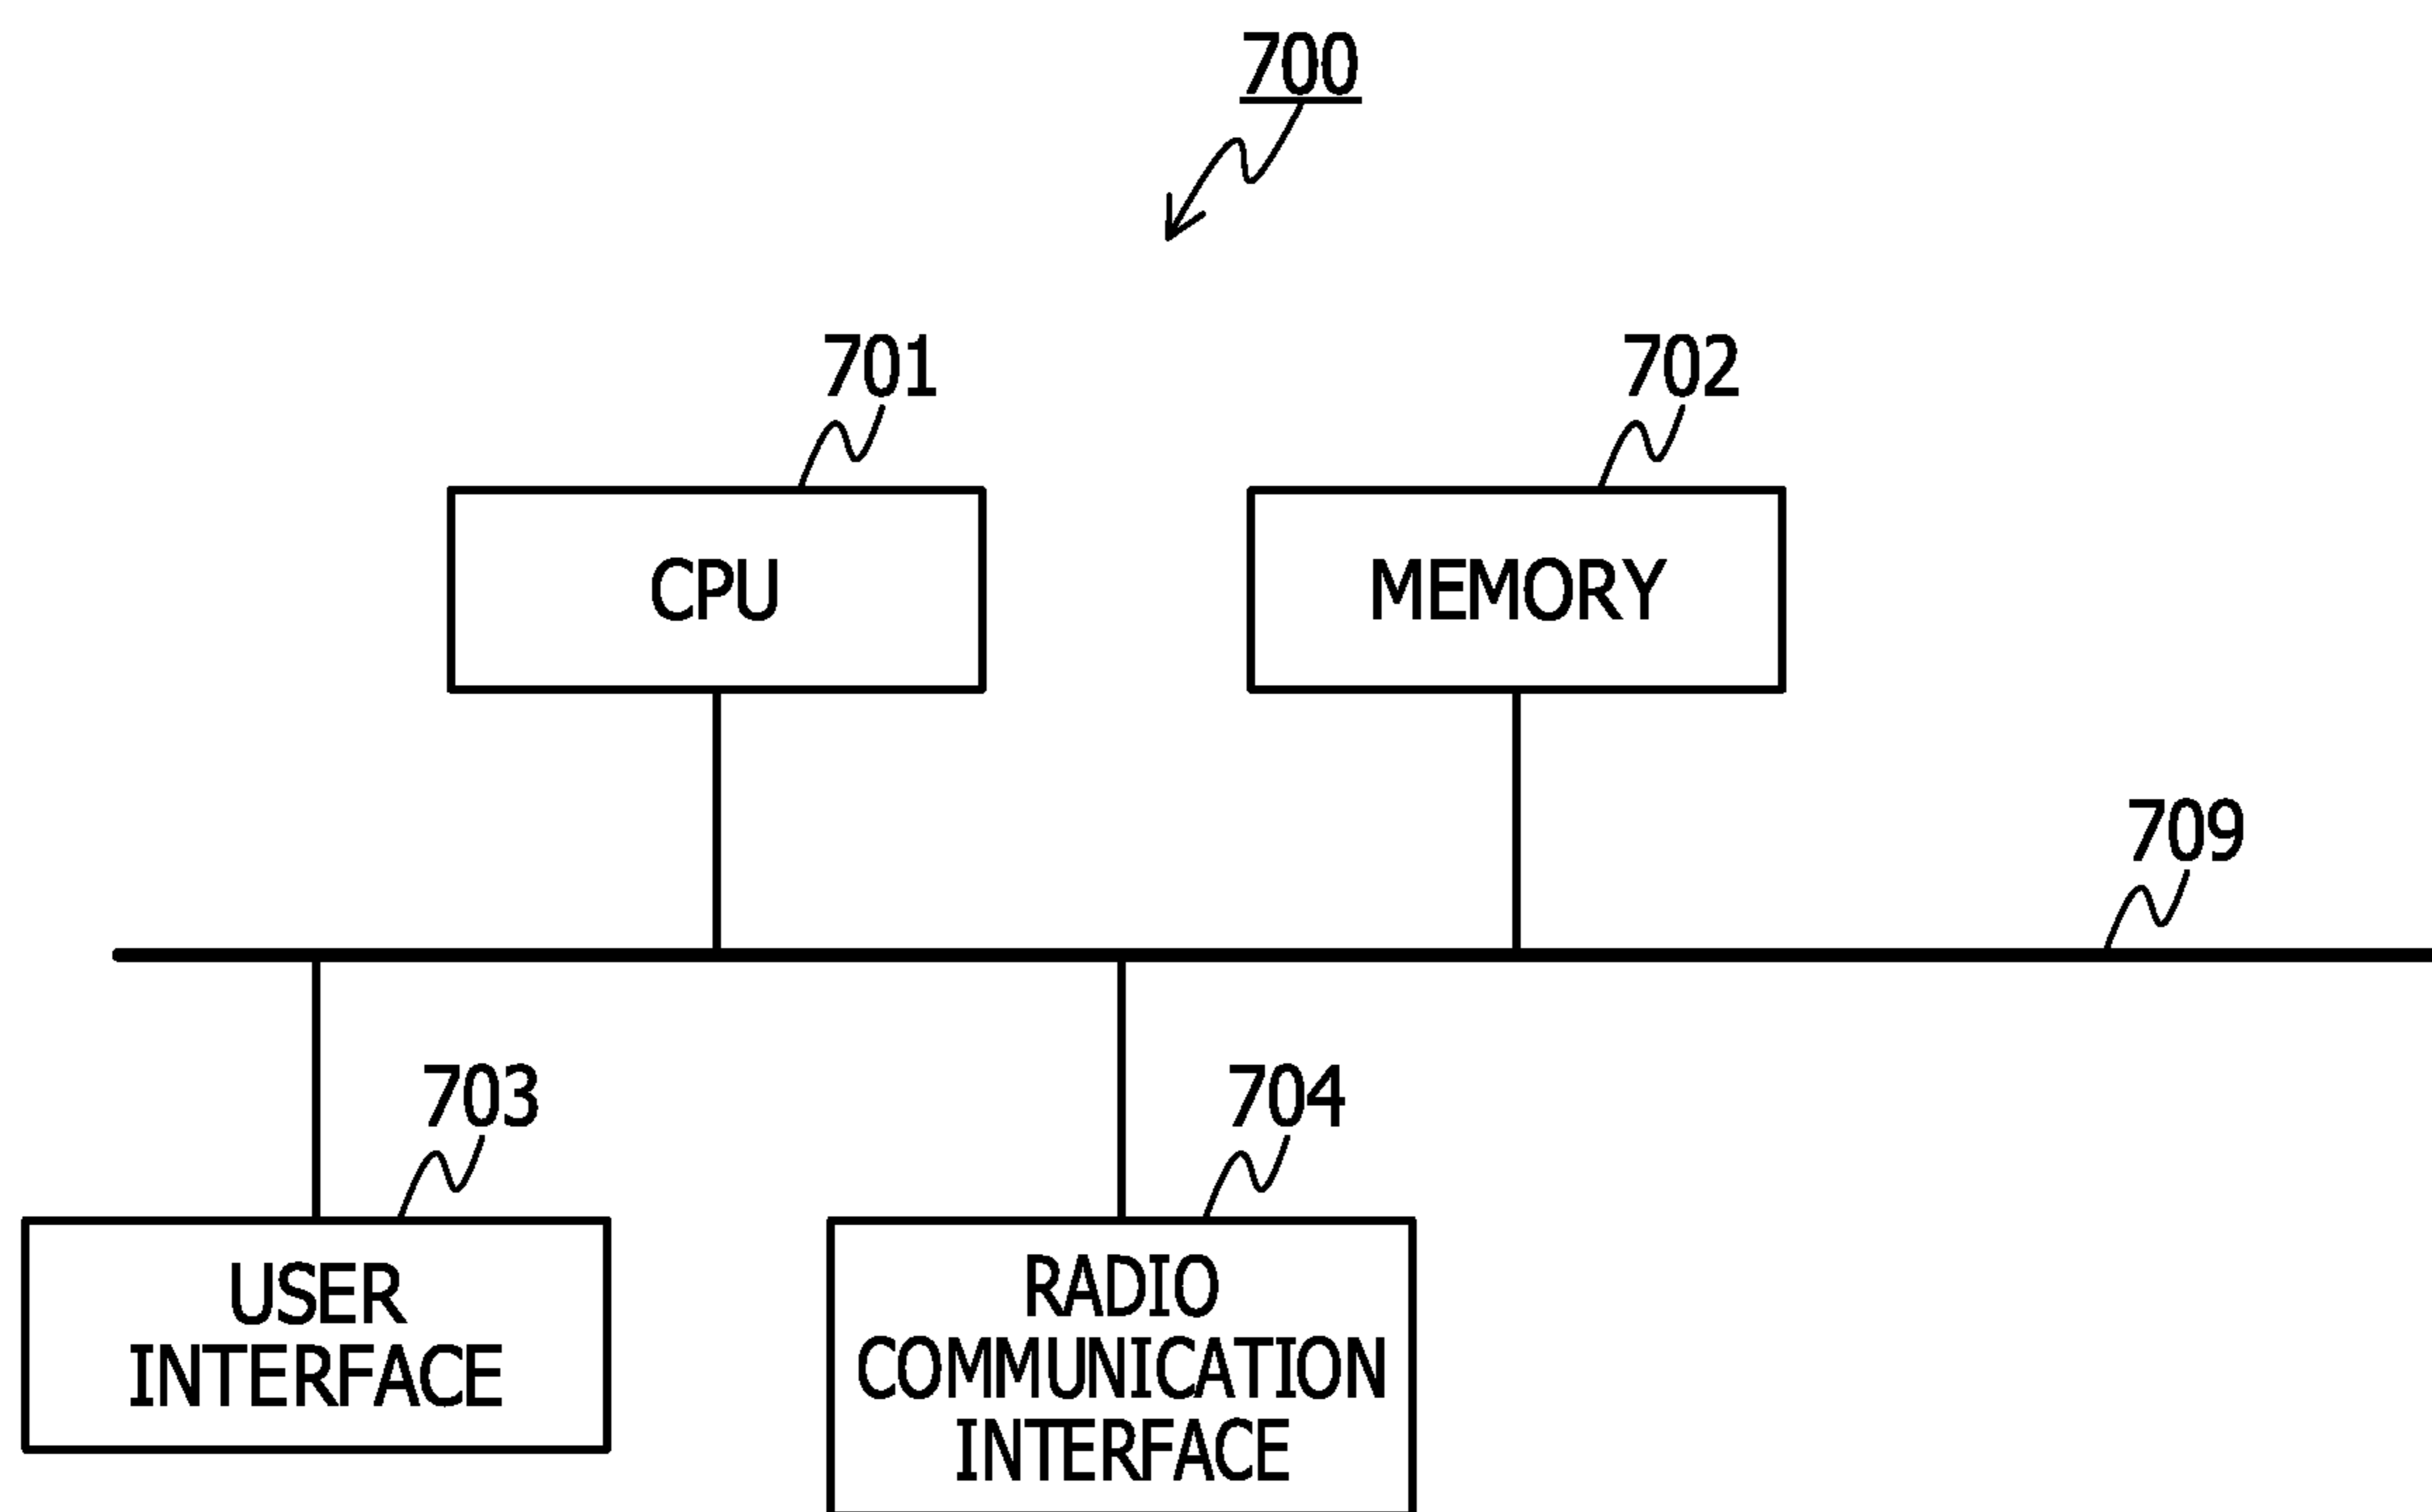 700
701
702
CPU
MEMORY
709
703
704
USER
INTERFACE
RADIO
COMMUNICATION
INTERFACE